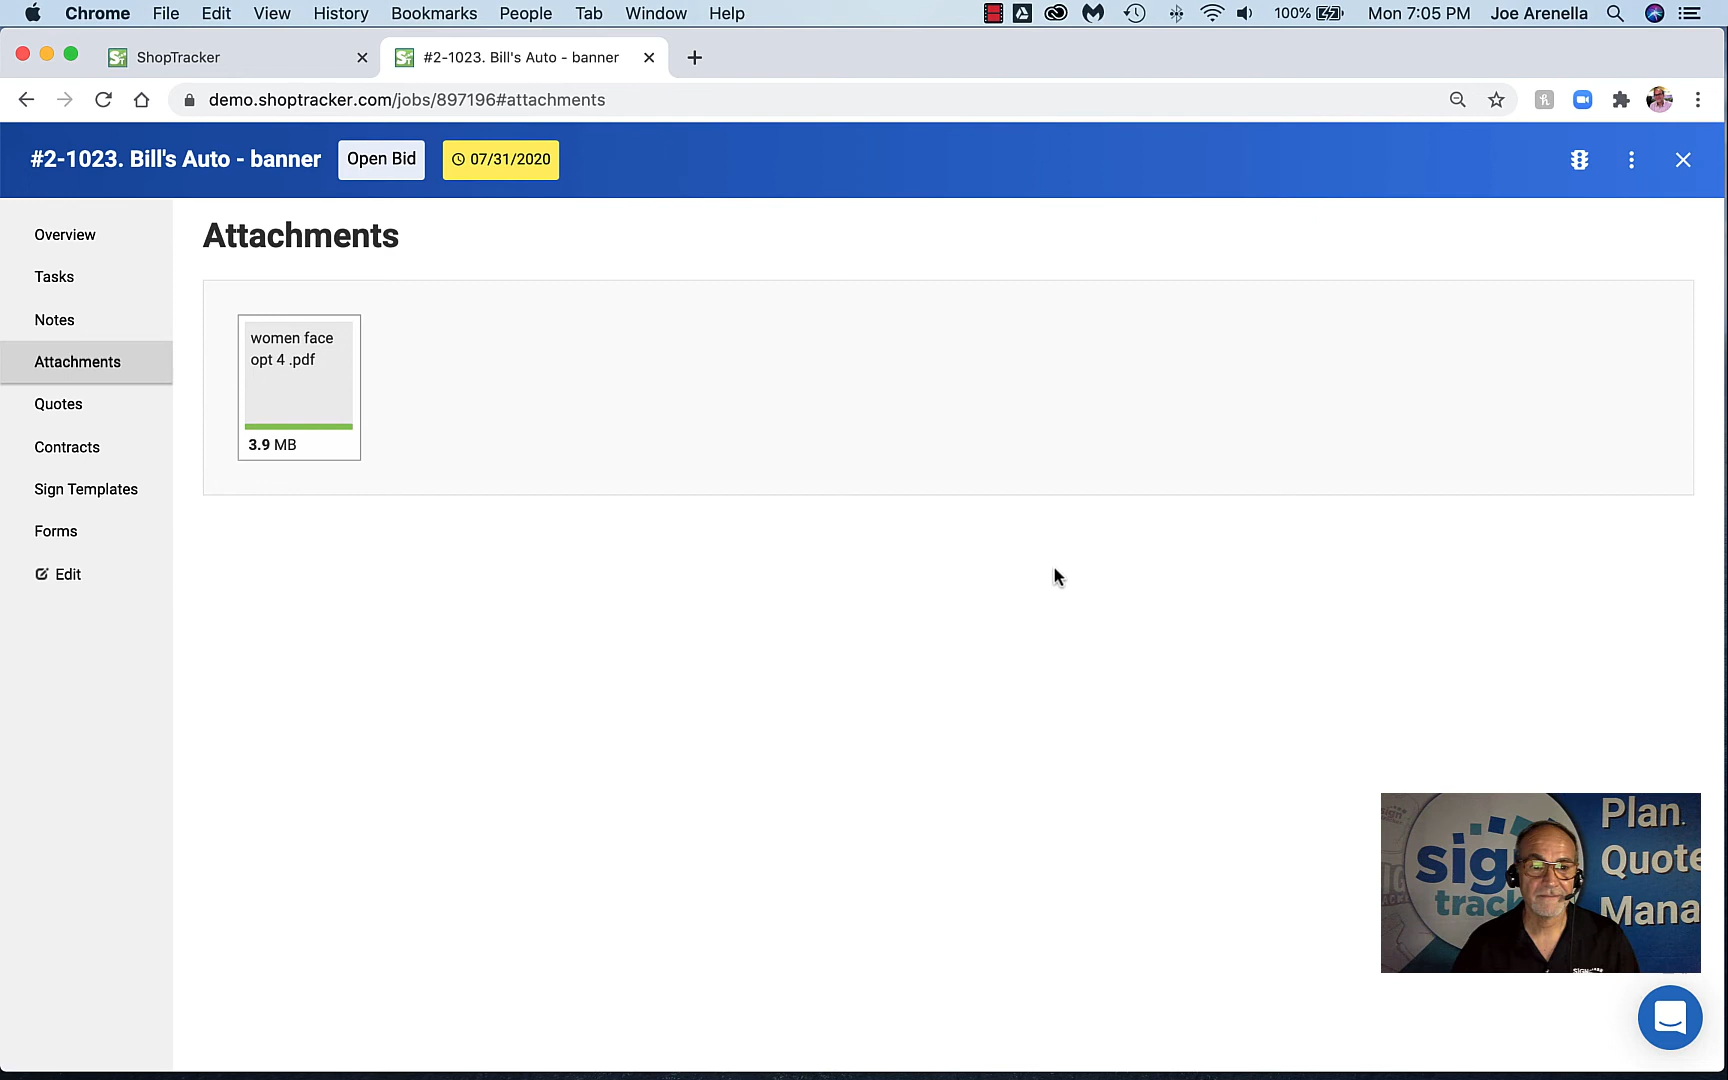 Chrome File Edit View History Bookmarks People Tab Window Help 100% Mon 7:05 PM Joe Arenella
ShopTracker
#2-1023. Bill's Auto - banner
demo.shoptracker.com/jobs/897196#attachments
#2-1023. Bill's Auto - banner Open Bid 07/31/2020
Overview
Tasks
Notes
Attachments
Quotes
Contracts
Sign Templates
Forms
Edit
Attachments
women face
opt 4 .pdf
3.9 MB
Plan.
Quote
Mana
sig
track